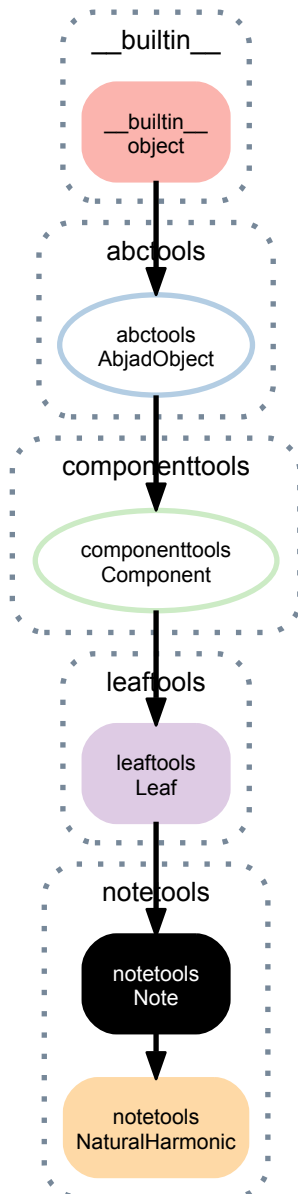 __builtin__
__builtin__
object
abctools
abctools
AbjadObject
componenttools
componenttools
Component
leaftools
leaftools
Leaf
notetools
notetools
Note
notetools
NaturalHarmonic